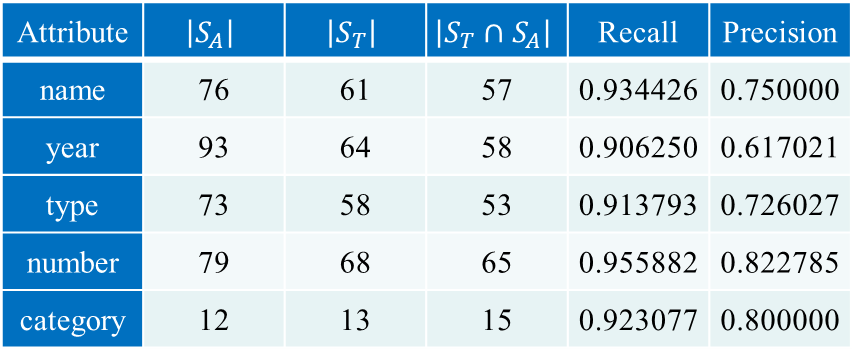 Attribute |S_A| |S_T| |S_T ∩ S_A| Recall Precision
name 76 61 57 0.934426 0.750000
year 93 64 58 0.906250 0.617021
type 73 58 53 0.913793 0.726027
number 79 68 65 0.955882 0.822785
category 12 13 15 0.923077 0.800000